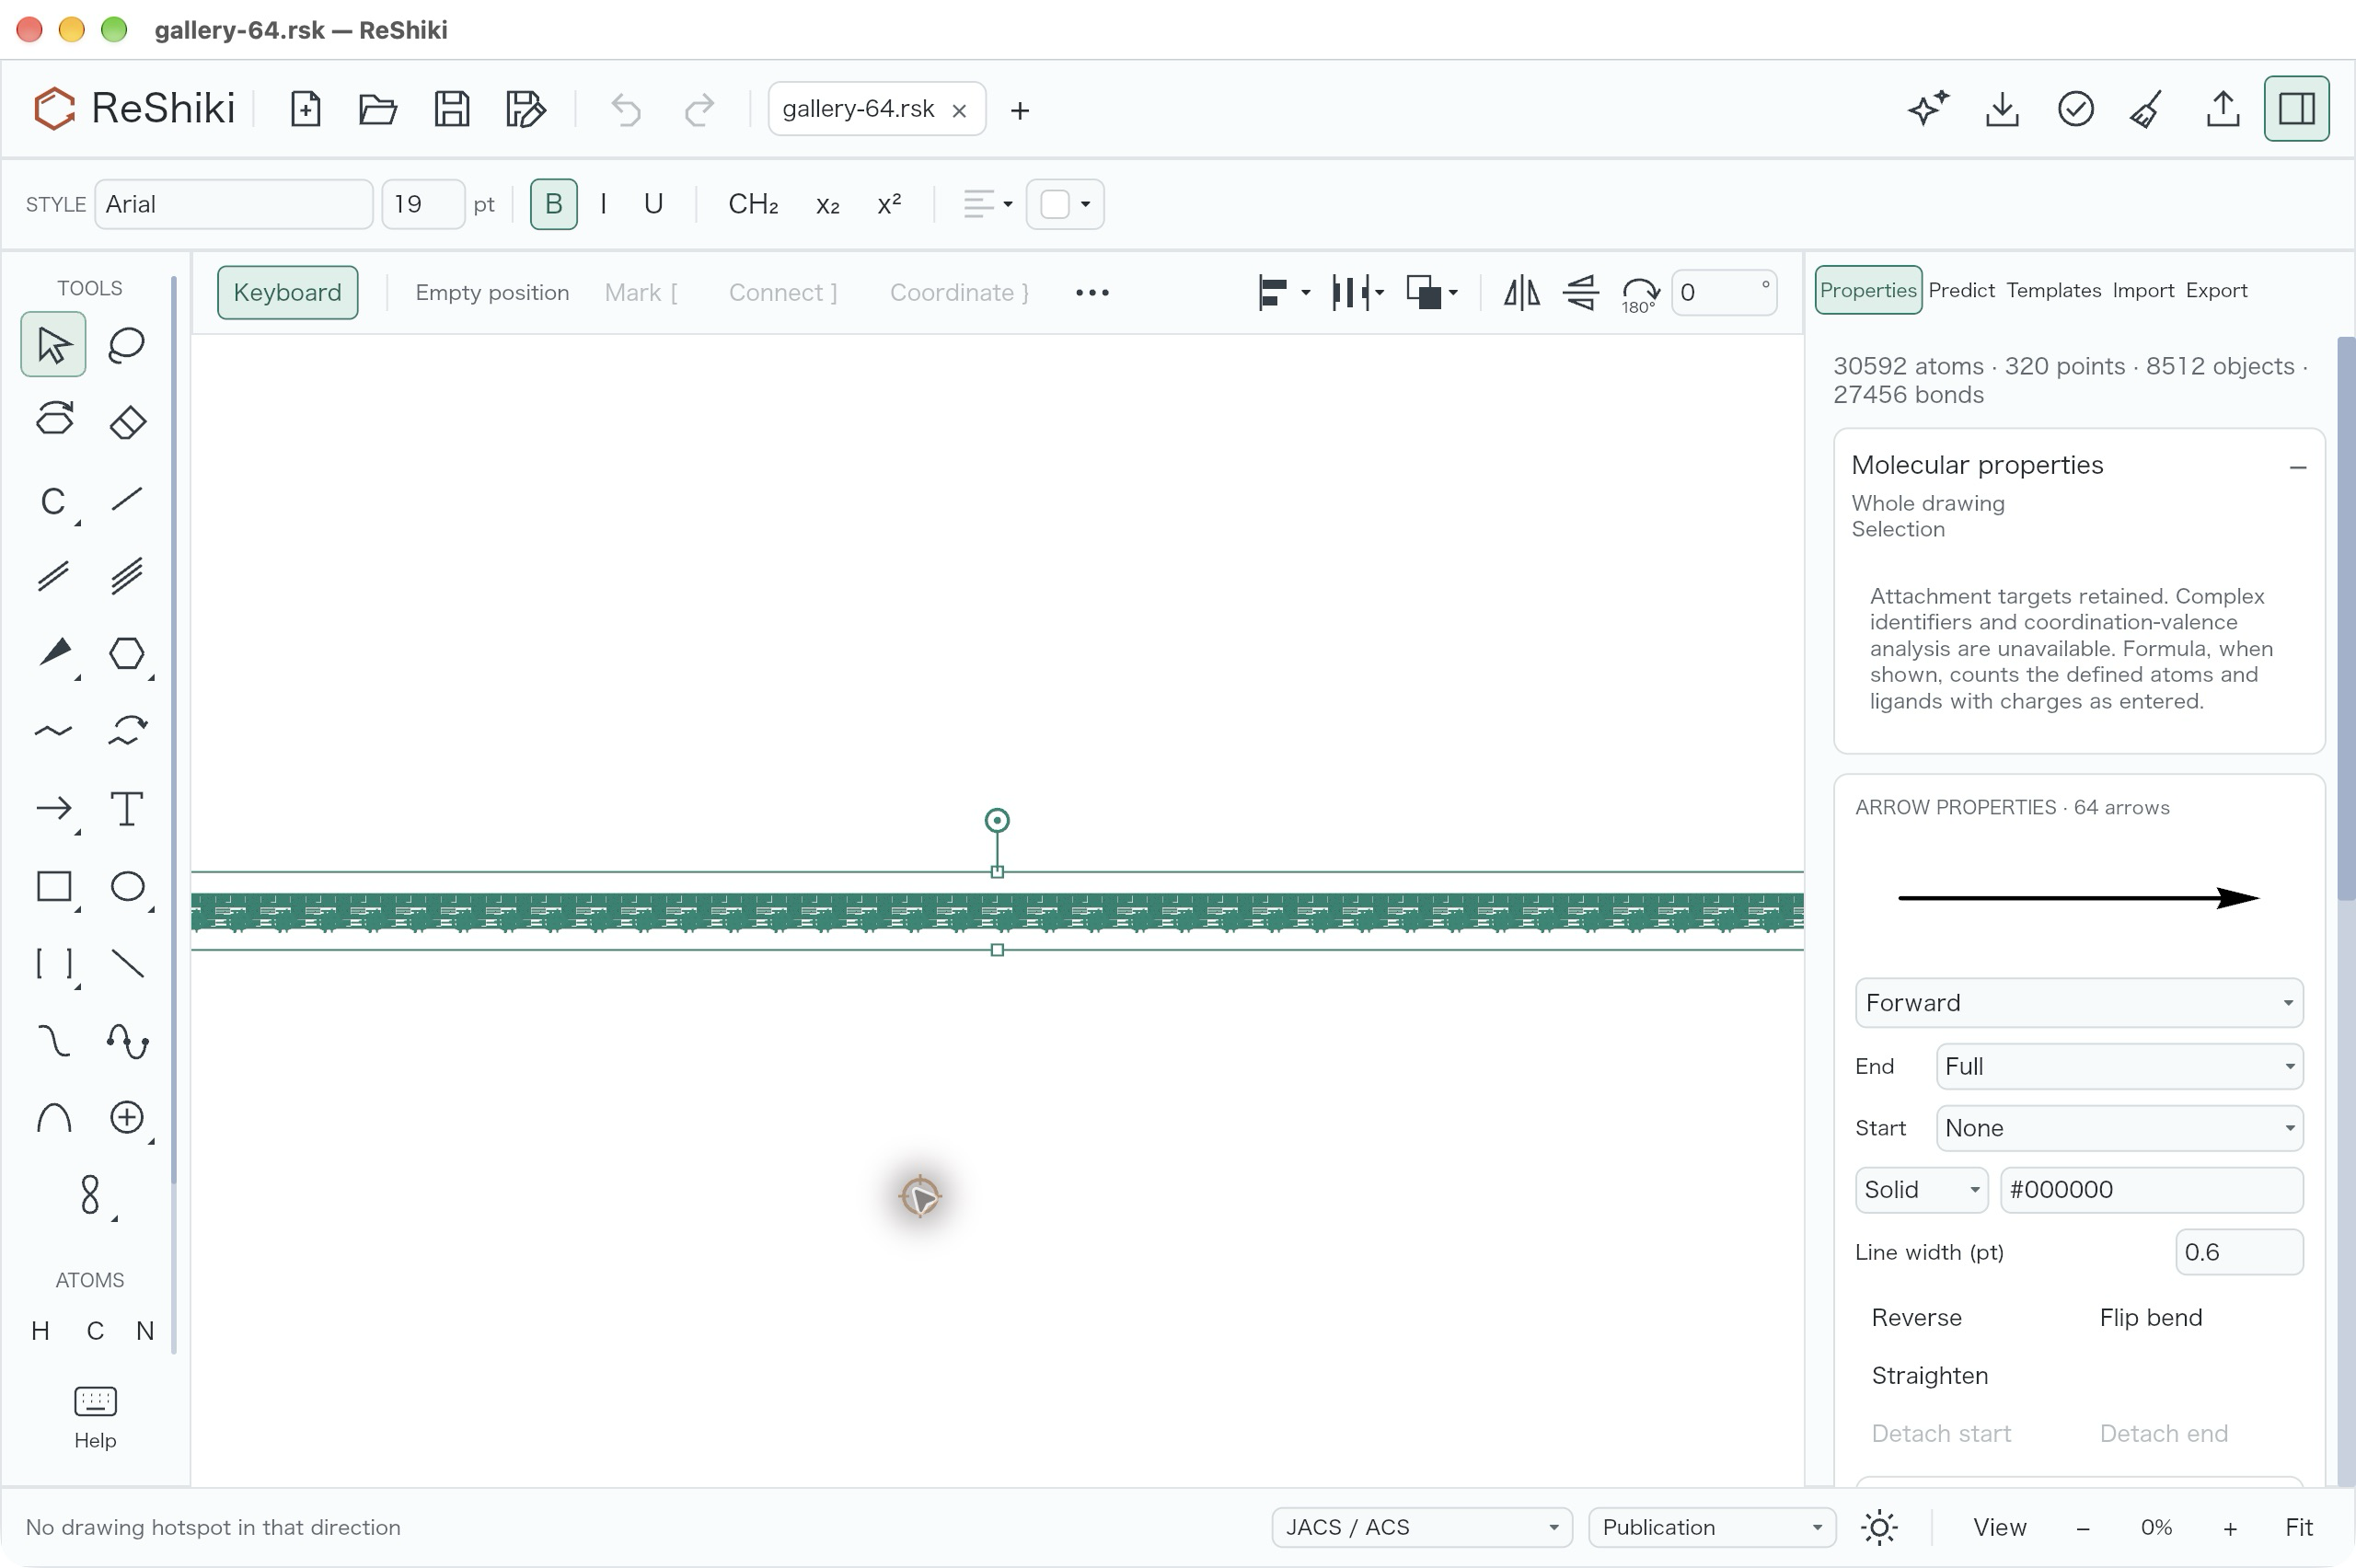 gallery-64.rsk — ReShiki
ReShiki
gallery-64.rsk ×
+
STYLE Arial 19 pt B I U CH₂ x₂ x²
TOOLS
Keyboard Empty position Mark [ Connect ] Coordinate } ••• 180° 0 °
Properties Predict Templates Import Export
30592 atoms · 320 points · 8512 objects ·
27456 bonds
Molecular properties –
Whole drawing
Selection
Attachment targets retained. Complex
identifiers and coordination-valence
analysis are unavailable. Formula, when
shown, counts the defined atoms and
ligands with charges as entered.
ARROW PROPERTIES · 64 arrows
Forward
End Full
Start None
Solid #000000
Line width (pt) 0.6
Reverse Flip bend
Straighten
Detach start Detach end
C
T
[ ]
ATOMS
H C N
Help
No drawing hotspot in that direction
JACS / ACS Publication View – 0% + Fit